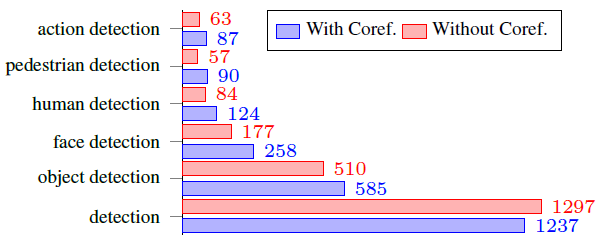 With Coref. Without Coref.
action detection 63
87
pedestrian detection 57
90
human detection 84
124
face detection 177
258
object detection 510
585
detection 1297
1237